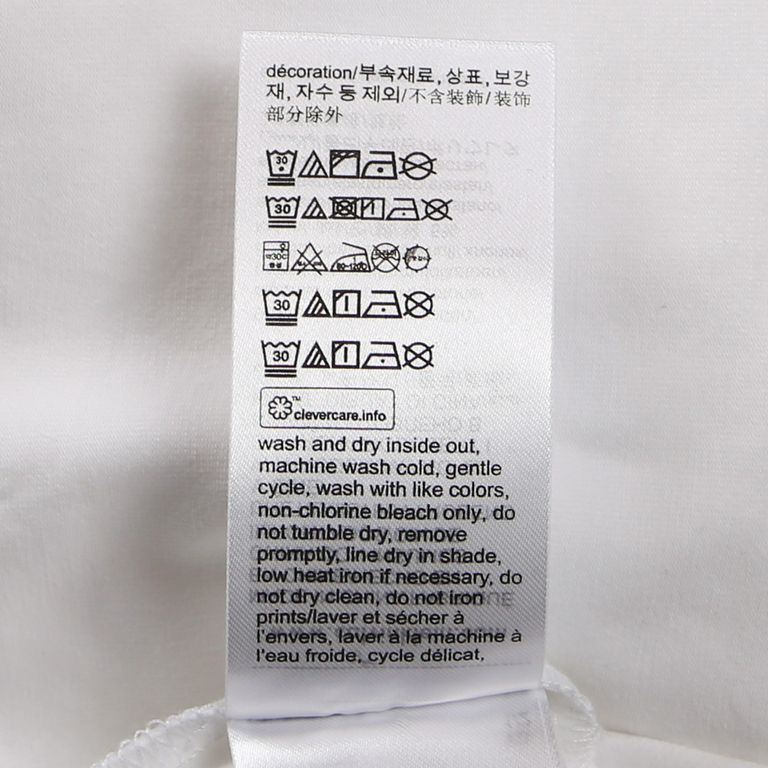 décoration/부속재료, 상표, 보강
재, 자수 등 제외/不含装飾/装饰
部分除外
30
30
30
30
TM
clevercare.info
wash and dry inside out,
machine wash cold, gentle
cycle, wash with like colors,
non-chlorine bleach only, do
not tumble dry, remove
promptly, line dry in shade,
low heat iron if necessary, do
not dry clean, do not iron
prints/laver et sécher à
l'envers, laver à la machine à
l'eau froide, cycle délicat,